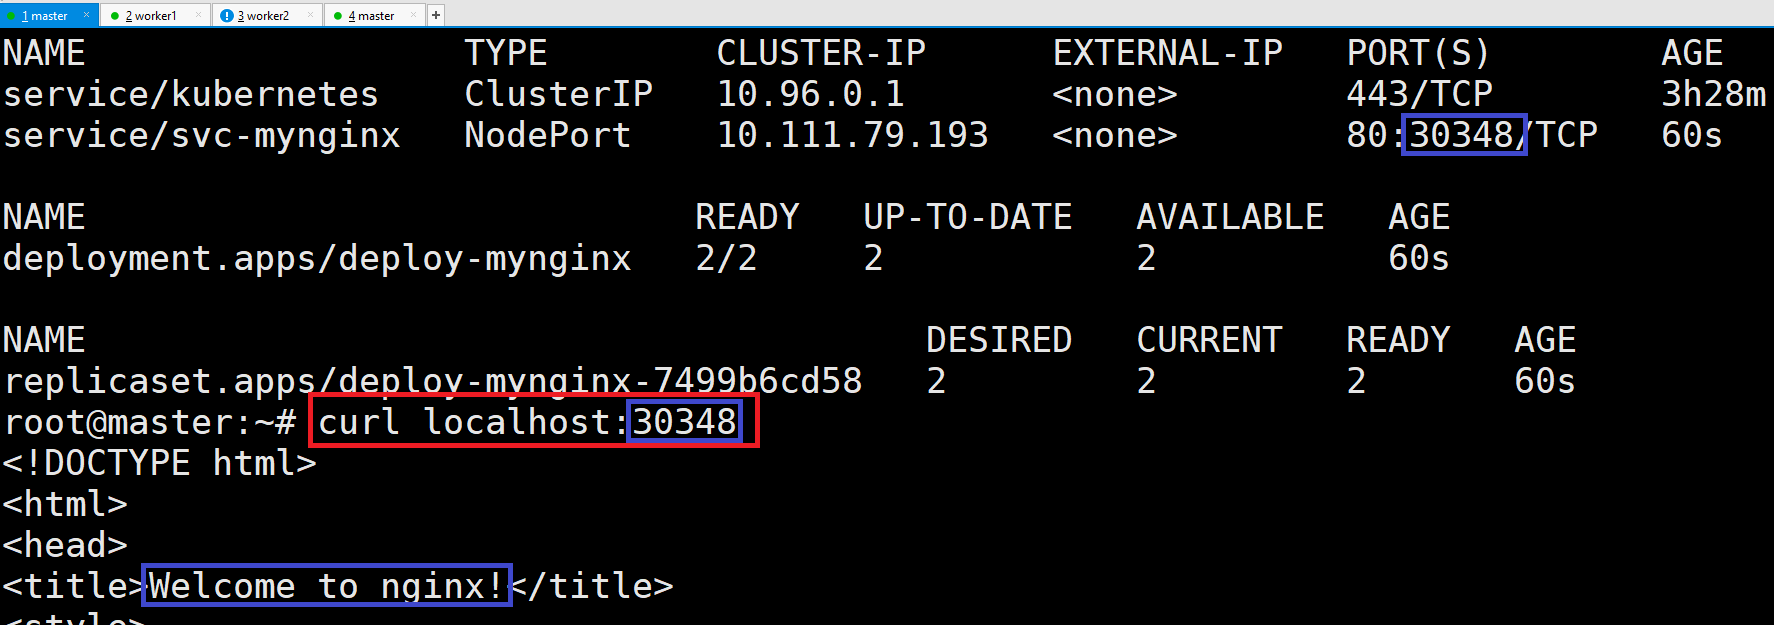 1 master × 2 worker1 × 3 worker2 × 4 master × +
NAME TYPE CLUSTER-IP EXTERNAL-IP PORT(S) AGE
service/kubernetes ClusterIP 10.96.0.1 <none> 443/TCP 3h28m
service/svc-mynginx NodePort 10.111.79.193 <none> 80:30348/TCP 60s
NAME READY UP-TO-DATE AVAILABLE AGE
deployment.apps/deploy-mynginx 2/2 2 2 60s
NAME DESIRED CURRENT READY AGE
replicaset.apps/deploy-mynginx-7499b6cd58 2 2 2 60s
root@master:~# curl localhost:30348
<!DOCTYPE html>
<html>
<head>
<title>Welcome to nginx!</title>
<style>